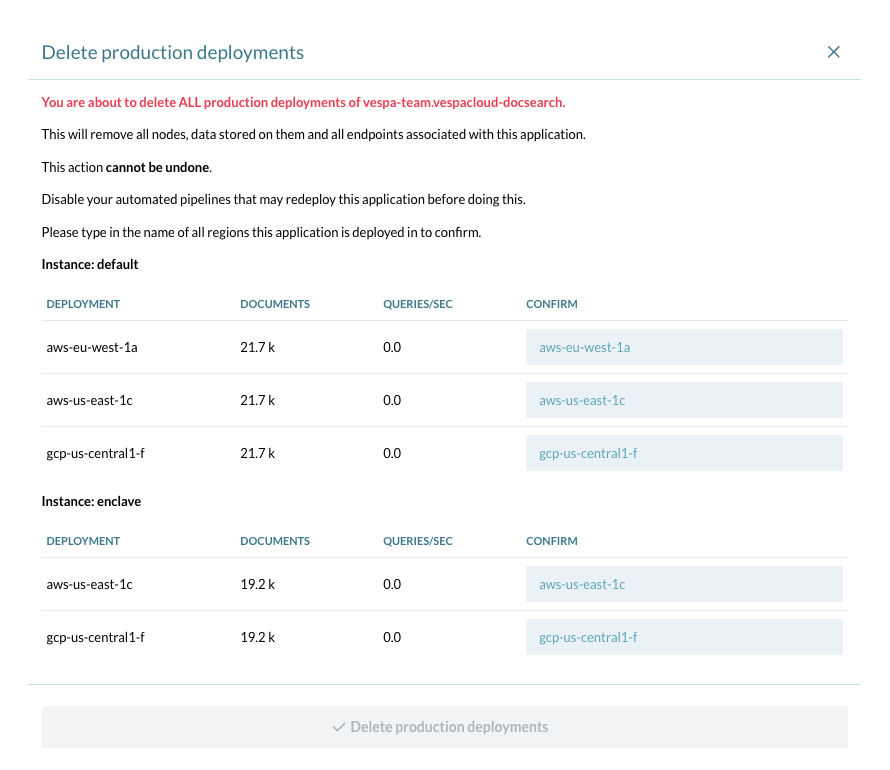 Delete production deployments
You are about to delete ALL production deployments of vespa-team.vespacloud-docsearch.
This will remove all nodes, data stored on them and all endpoints associated with this application.
This action cannot be undone.
Disable your automated pipelines that may redeploy this application before doing this.
Please type in the name of all regions this application is deployed in to confirm.
Instance: default
DEPLOYMENT DOCUMENTS QUERIES/SEC CONFIRM
aws-eu-west-1a 21.7 k 0.0 aws-eu-west-1a
aws-us-east-1c 21.7 k 0.0 aws-us-east-1c
gcp-us-central1-f 21.7 k 0.0 gcp-us-central1-f
Instance: enclave
DEPLOYMENT DOCUMENTS QUERIES/SEC CONFIRM
aws-us-east-1c 19.2 k 0.0 aws-us-east-1c
gcp-us-central1-f 19.2 k 0.0 gcp-us-central1-f
Delete production deployments